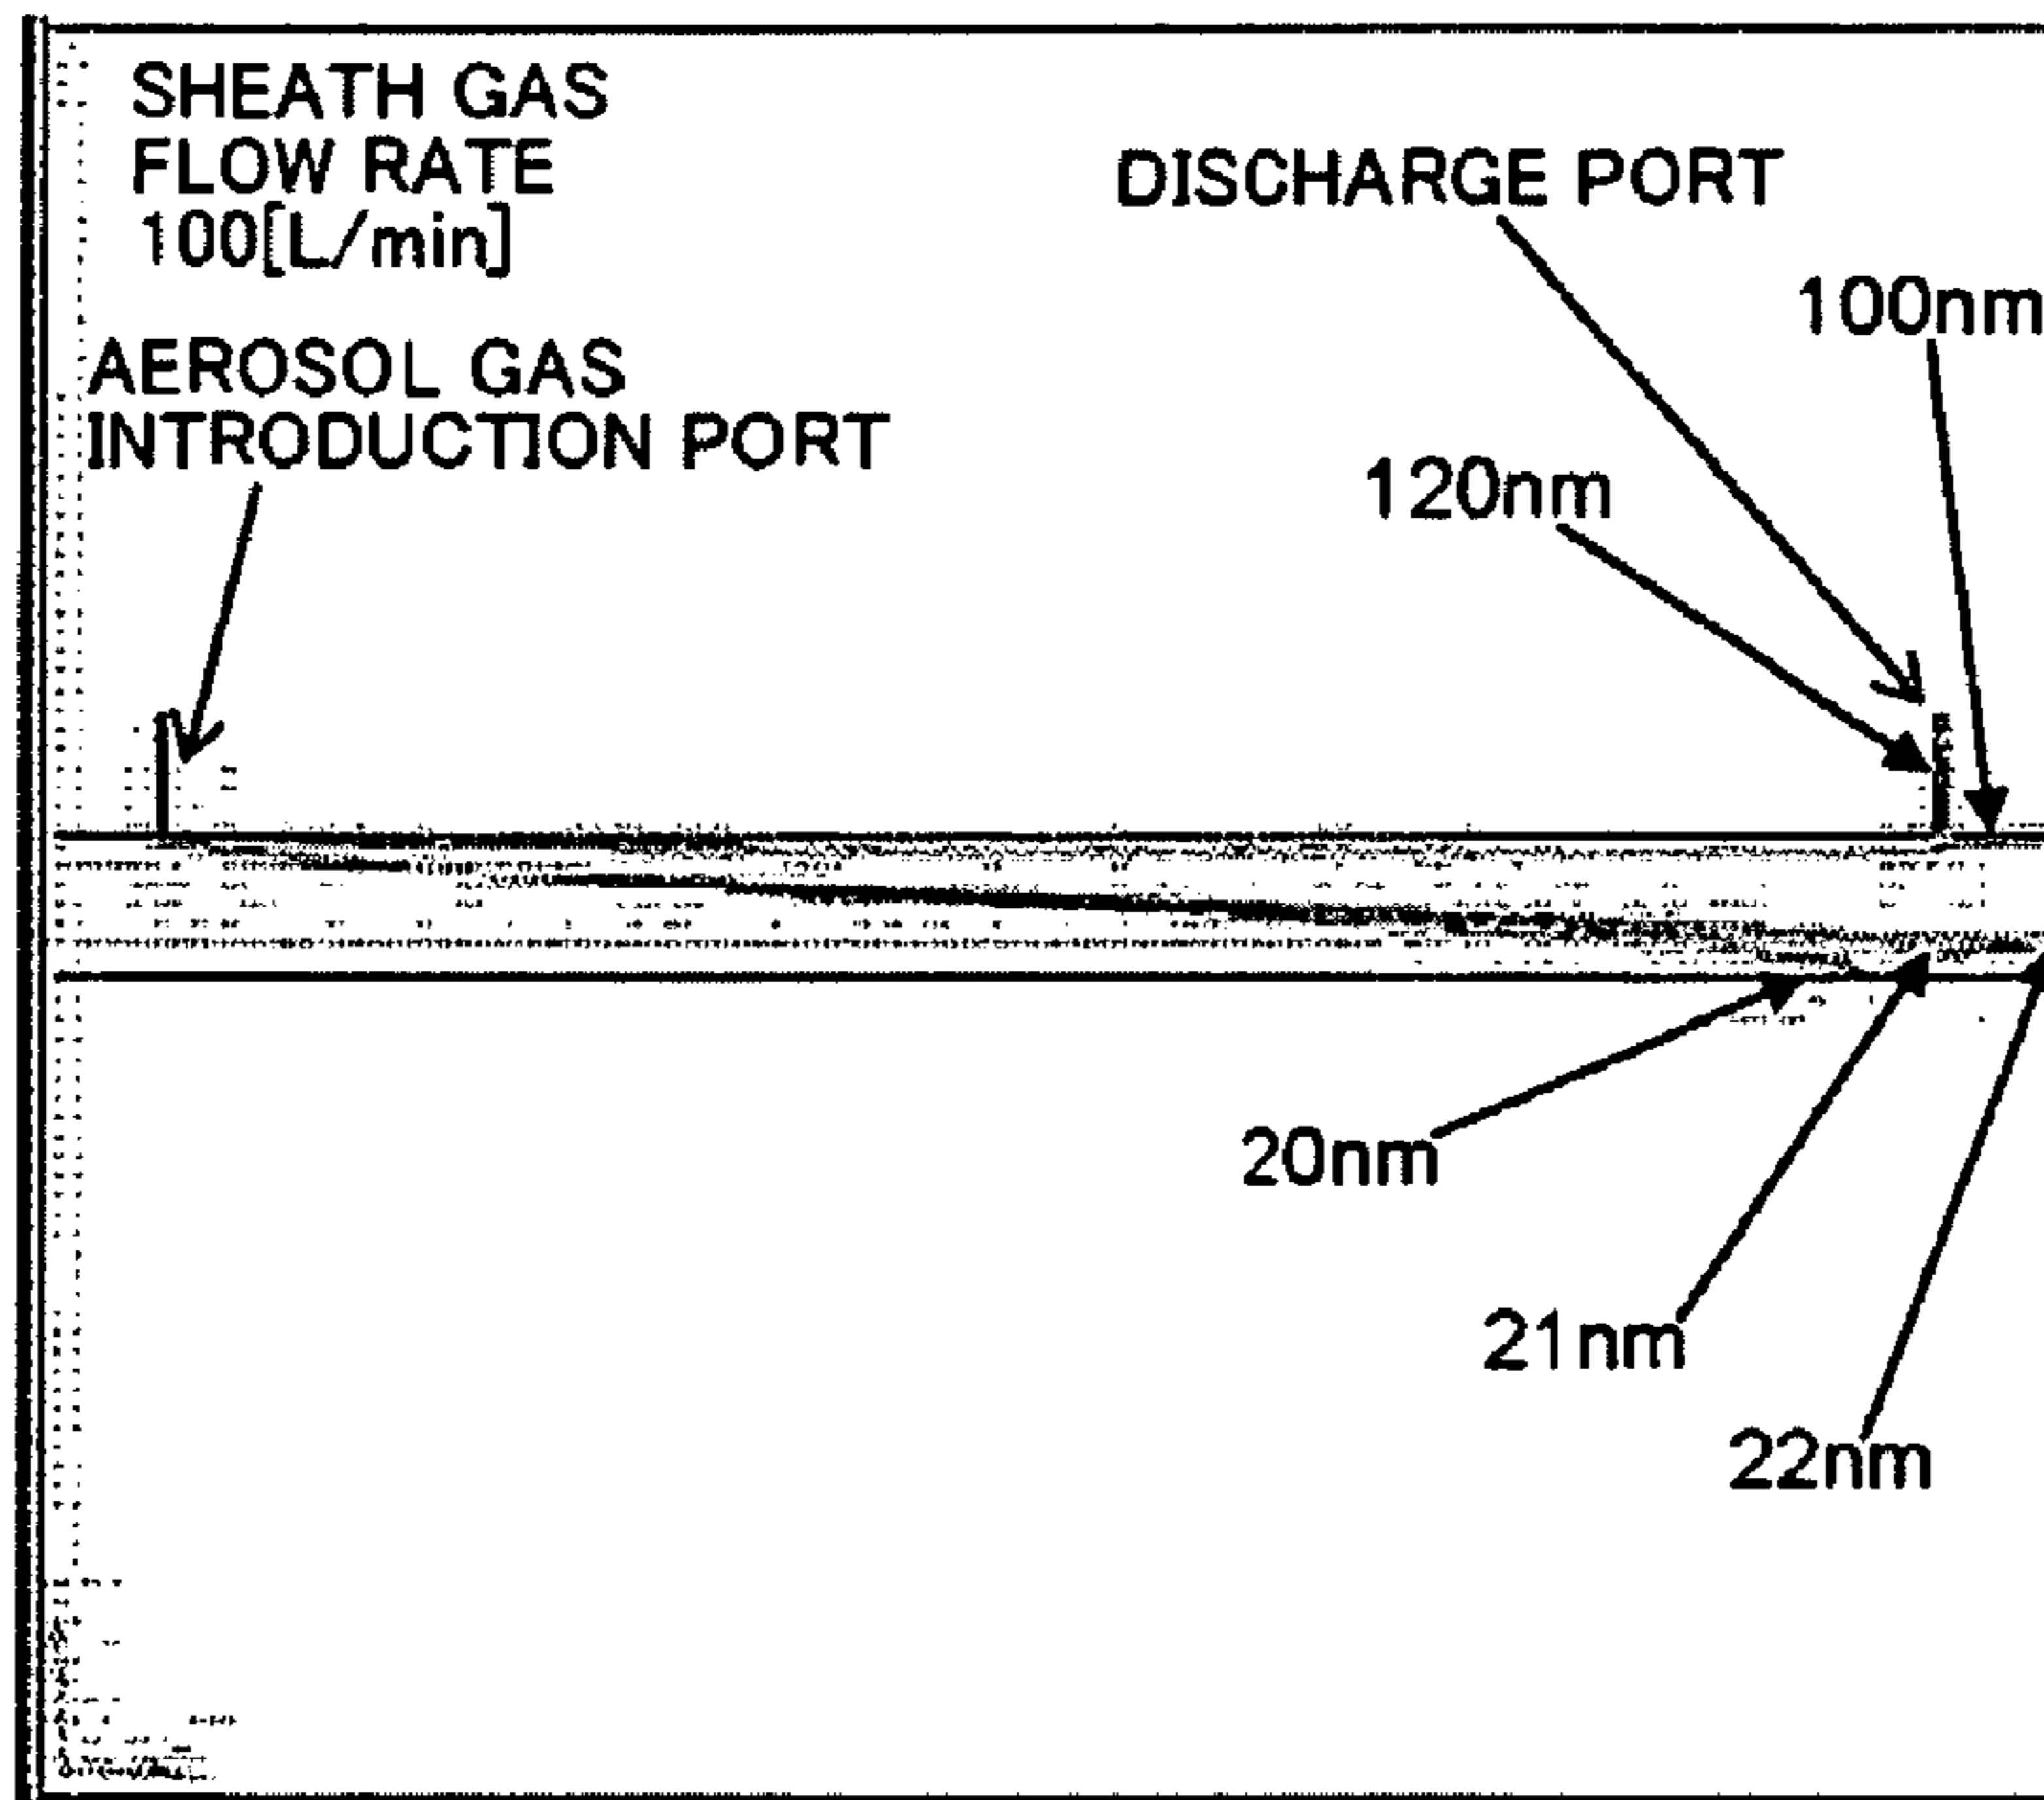 SHEATH GAS
FLOW RATE
100[L/min]
DISCHARGE PORT
100nm
AEROSOL GAS
INTRODUCTION PORT
120nm
20nm
21nm
22nm